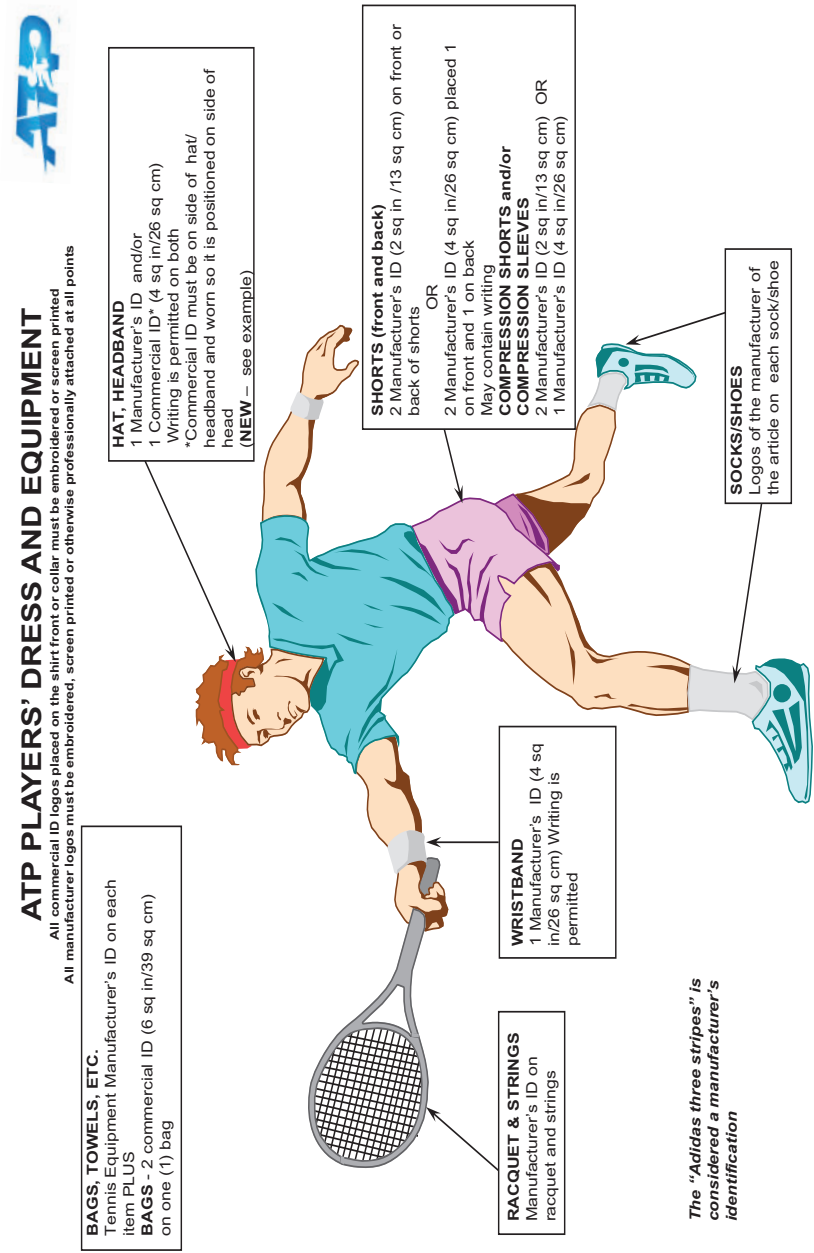 ATP
ATP PLAYERS’ DRESS AND EQUIPMENT
All commercial ID logos placed on the shirt front or collar must be embroidered or screen printed
All manufacturer logos must be embroidered, screen printed or otherwise professionally attached at all points
BAGS, TOWELS, ETC.
Tennis Equipment Manufacturer’s ID on each
item PLUS
BAGS - 2 commercial ID (6 sq in/39 sq cm)
on one (1) bag
HAT, HEADBAND
1 Manufacturer’s ID and/or
1 Commercial ID* (4 sq in/26 sq cm)
Writing is permitted on both
*Commercial ID must be on side of hat/
headband and worn so it is positioned on side of
head
(NEW – see example)
SHORTS (front and back)
2 Manufacturer’s ID (2 sq in /13 sq cm) on front or
back of shorts
OR
2 Manufacturer’s ID (4 sq in/26 sq cm) placed 1
on front and 1 on back
May contain writing
COMPRESSION SHORTS and/or
COMPRESSION SLEEVES
2 Manufacturer’s ID (2 sq in/13 sq cm) OR
1 Manufacturer’s ID (4 sq in/26 sq cm)
RACQUET & STRINGS
Manufacturer’s ID on
racquet and strings
WRISTBAND
1 Manufacturer’s ID (4 sq
in/26 sq cm) Writing is
permitted
SOCKS/SHOES
Logos of the manufacturer of
the article on each sock/shoe
The “Adidas three stripes” is
considered a manufacturer’s
identification